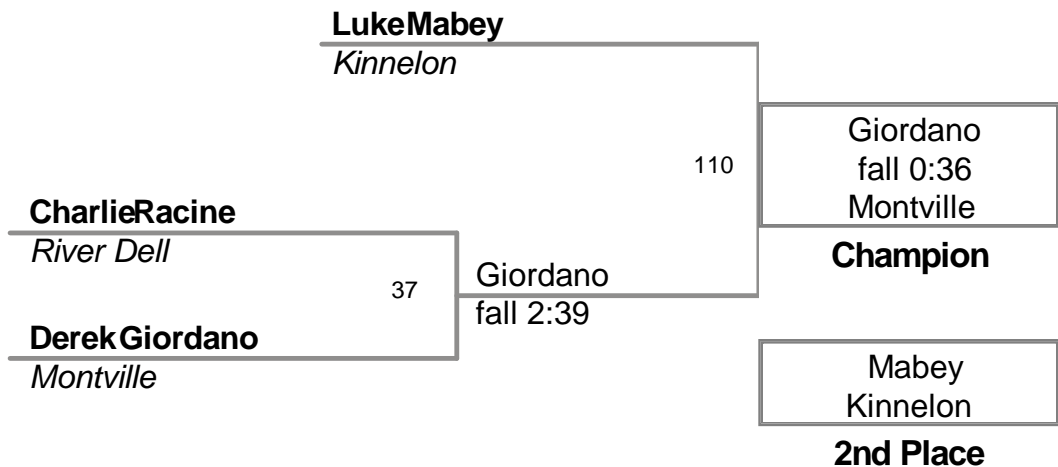 LukeMabey
Kinnelon
Giordano
fall 0:36
Montville
Champion
110
CharlieRacine
River Dell
37
Giordano
fall 2:39
DerekGiordano
Montville
Mabey
Kinnelon
2nd Place